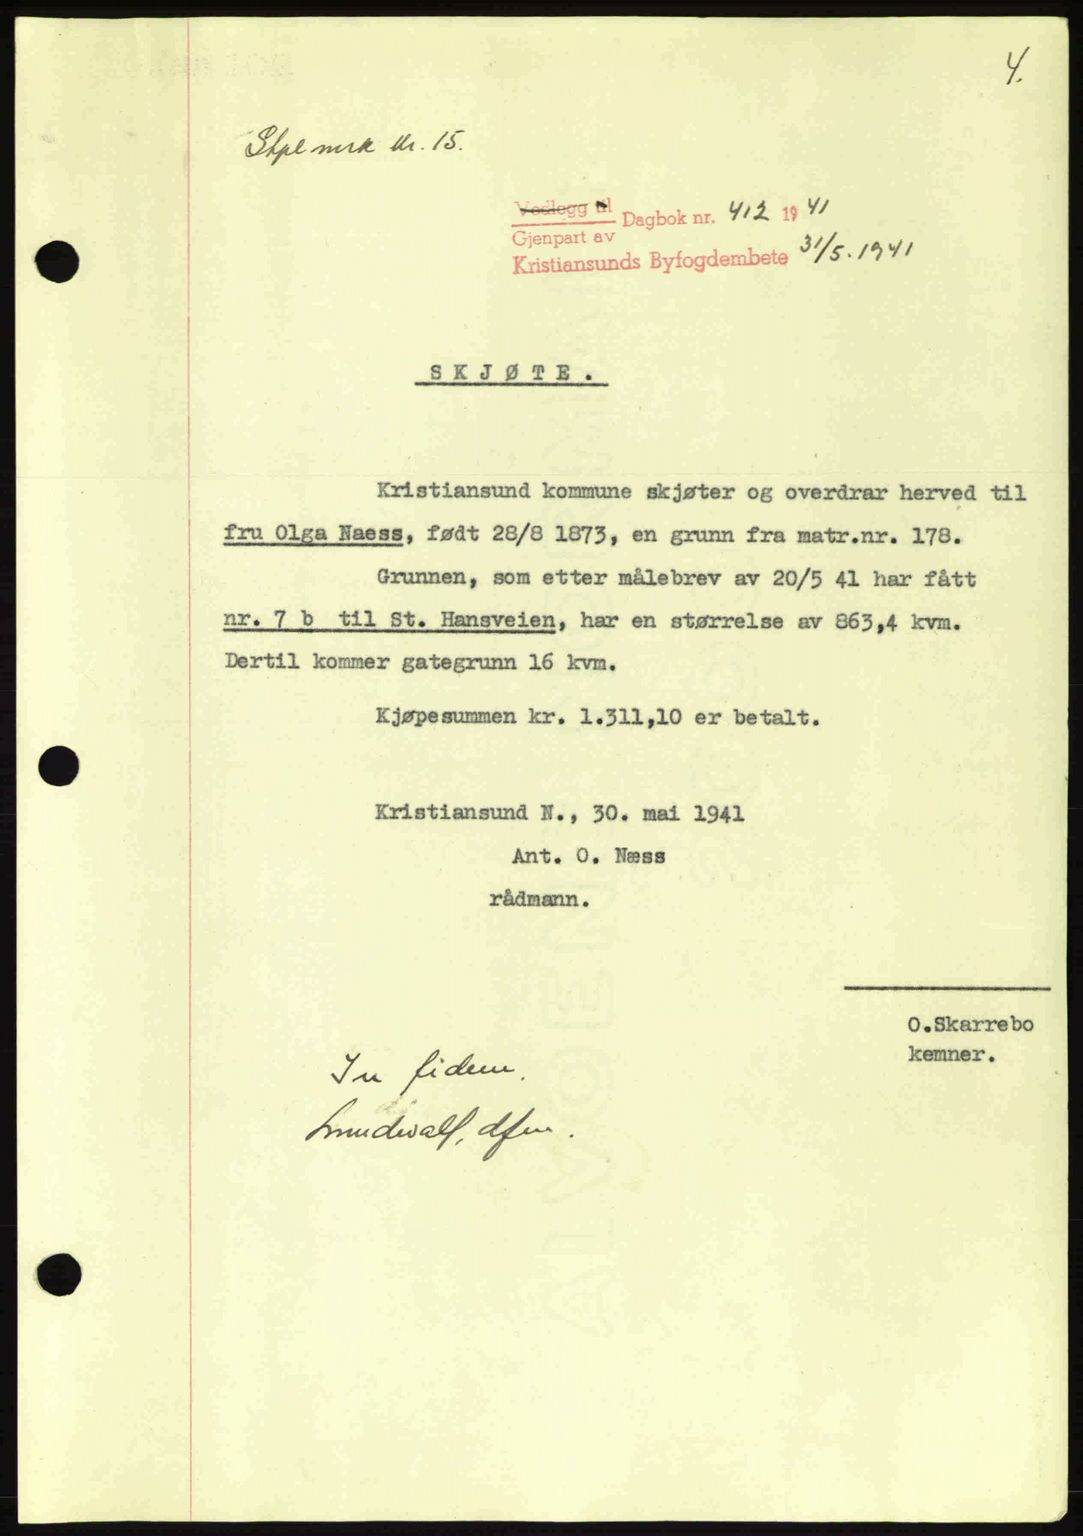 4.
Stpl mrk kr. 15.
Vedlegg til
Gjenpart av
Dagbok nr. 412 1941
Kristiansunds Byfogdembete 31/5.1941
SKJØTE.
Kristiansund kommune skjøter og overdrar herved til
fru Olga Naess, født 28/8 1873, en grunn fra matr.nr. 178.
Grunnen, som etter målebrev av 20/5 41 har fått
nr. 7 b til St. Hansveien, har en størrelse av 863,4 kvm.
Dertil kommer gategrunn 16 kvm.
Kjøpesummen kr. 1.311,10 er betalt.
Kristiansund N., 30. mai 1941
Ant. O. Næss
rådmann.
O.Skarrebo
kemner.
In fidem.